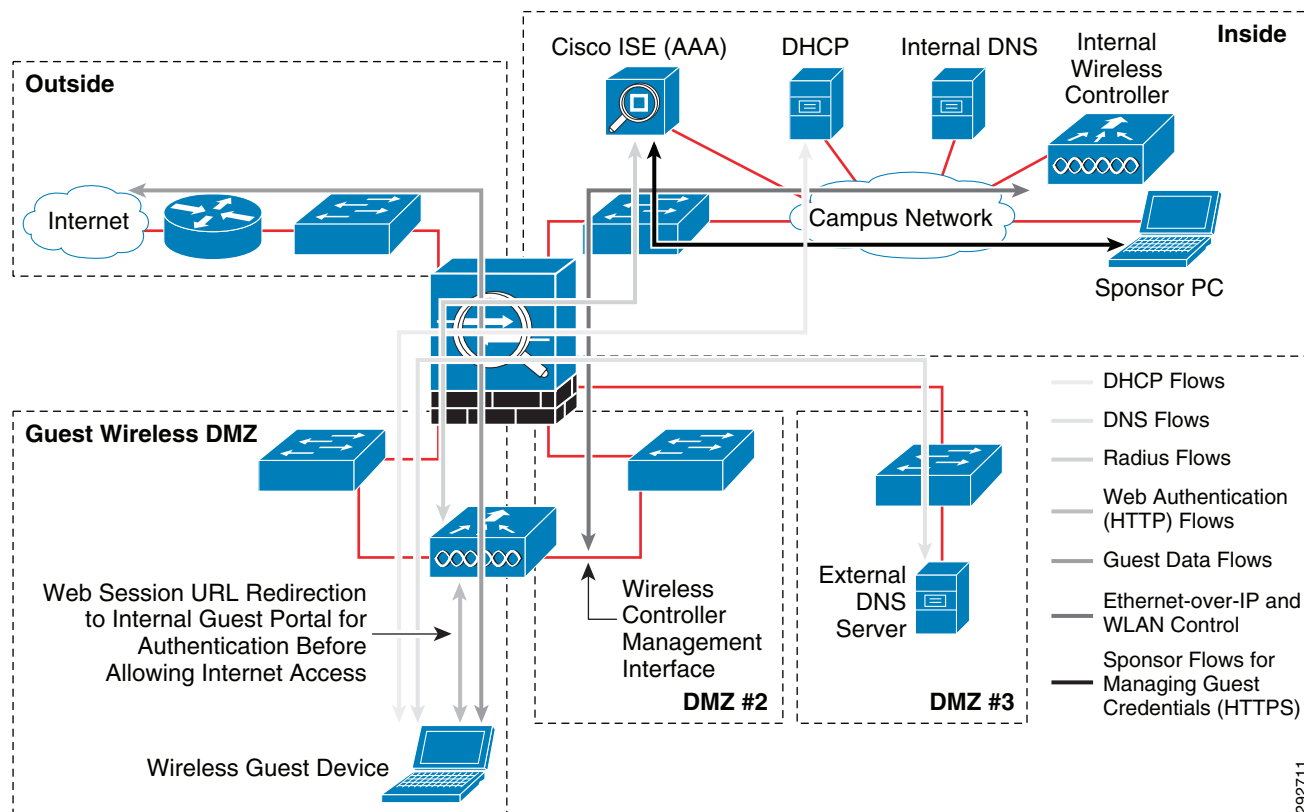 Inside
Cisco ISE (AAA)
DHCP
Internal DNS
Internal
Wireless
Controller
Outside
Internet
Campus Network
Sponsor PC
Guest Wireless DMZ
Web Session URL Redirection
to Internal Guest Portal for
Authentication Before
Allowing Internet Access
Wireless
Controller
Management
Interface
DMZ #2
External
DNS
Server
DMZ #3
Wireless Guest Device
DHCP Flows
DNS Flows
Radius Flows
Web Authentication
(HTTP) Flows
Guest Data Flows
Ethernet-over-IP and
WLAN Control
Sponsor Flows for
Managing Guest
Credentials (HTTPS)
292711